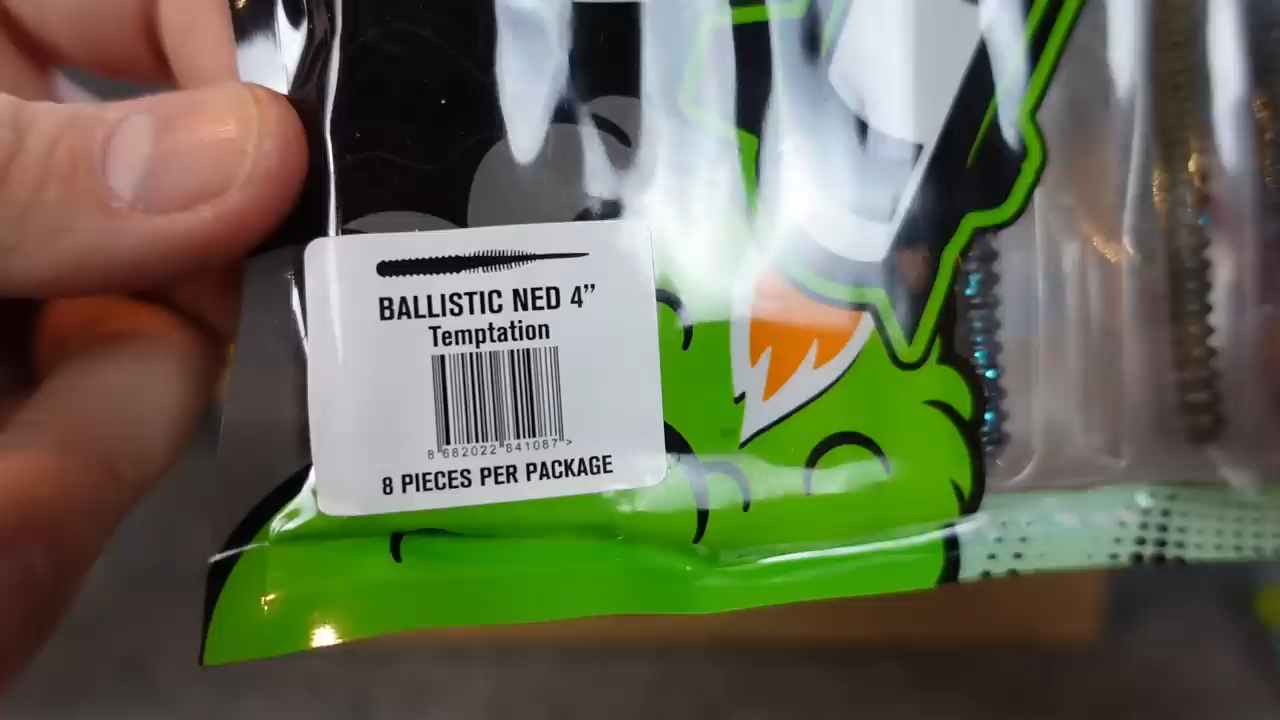 BALLISTIC NED 4”
Temptation
8 682022 841087 >
8 PIECES PER PACKAGE